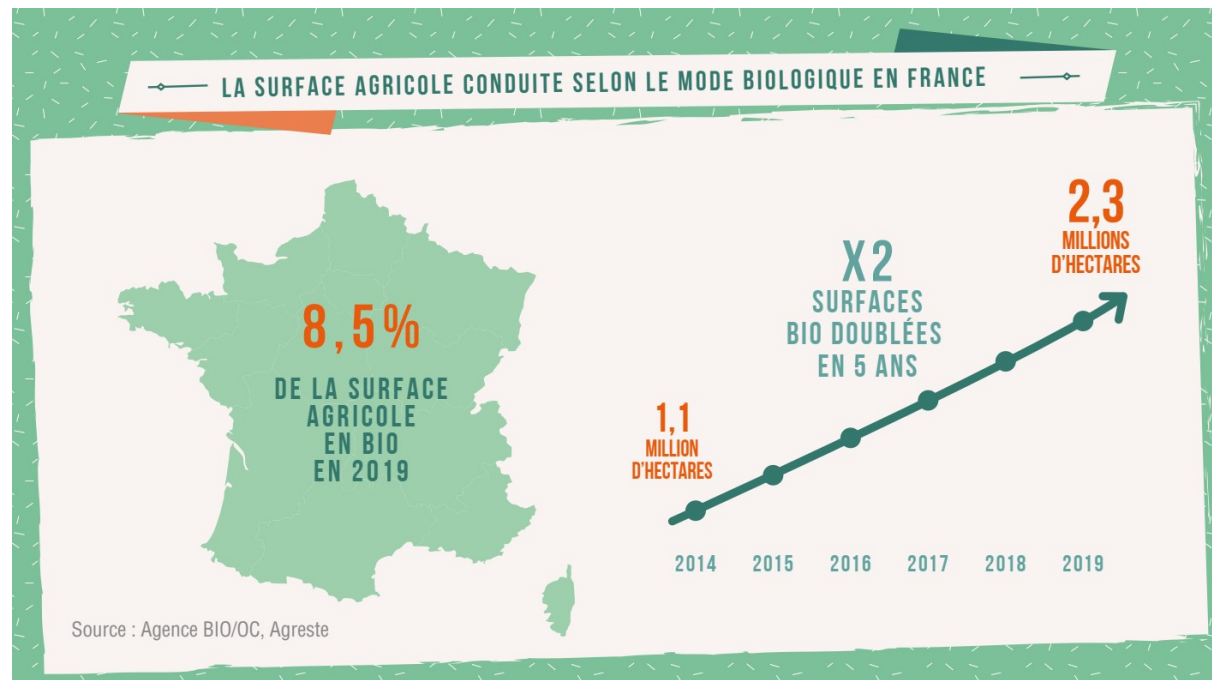 LA SURFACE AGRICOLE CONDUITE SELON LE MODE BIOLOGIQUE EN FRANCE
8,5%
DE LA SURFACE
AGRICOLE
EN BIO
EN 2019
X2
SURFACES
BIO DOUBLÉES
EN 5 ANS
1,1
MILLION
D'HECTARES
2,3
MILLIONS
D'HECTARES
2014 2015 2016 2017 2018 2019
Source : Agence BIO/OC, Agreste